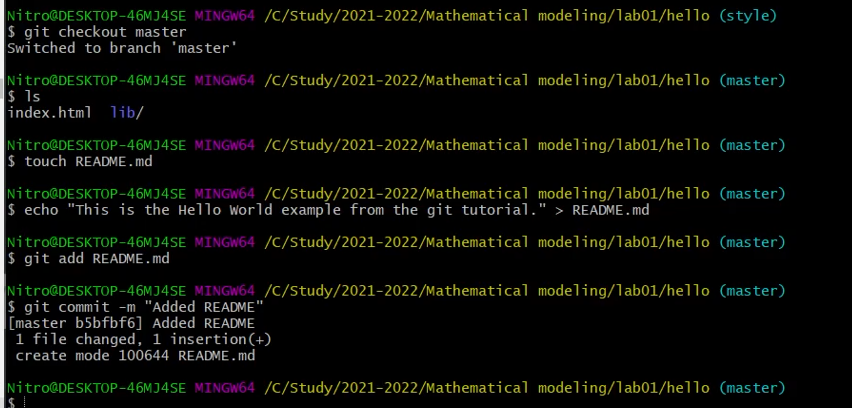 Nitro@DESKTOP-46MJ4SE MINGW64 /C/Study/2021-2022/Mathematical modeling/lab01/hello (style)
$ git checkout master
Switched to branch 'master'
Nitro@DESKTOP-46MJ4SE MINGW64 /C/Study/2021-2022/Mathematical modeling/lab01/hello (master)
$ ls
index.html  lib/
Nitro@DESKTOP-46MJ4SE MINGW64 /C/Study/2021-2022/Mathematical modeling/lab01/hello (master)
$ touch README.md
Nitro@DESKTOP-46MJ4SE MINGW64 /C/Study/2021-2022/Mathematical modeling/lab01/hello (master)
$ echo "This is the Hello World example from the git tutorial." > README.md
Nitro@DESKTOP-46MJ4SE MINGW64 /C/Study/2021-2022/Mathematical modeling/lab01/hello (master)
$ git add README.md
Nitro@DESKTOP-46MJ4SE MINGW64 /C/Study/2021-2022/Mathematical modeling/lab01/hello (master)
$ git commit -m "Added README"
[master b5bfbf6] Added README
 1 file changed, 1 insertion(+)
 create mode 100644 README.md
Nitro@DESKTOP-46MJ4SE MINGW64 /C/Study/2021-2022/Mathematical modeling/lab01/hello (master)
$